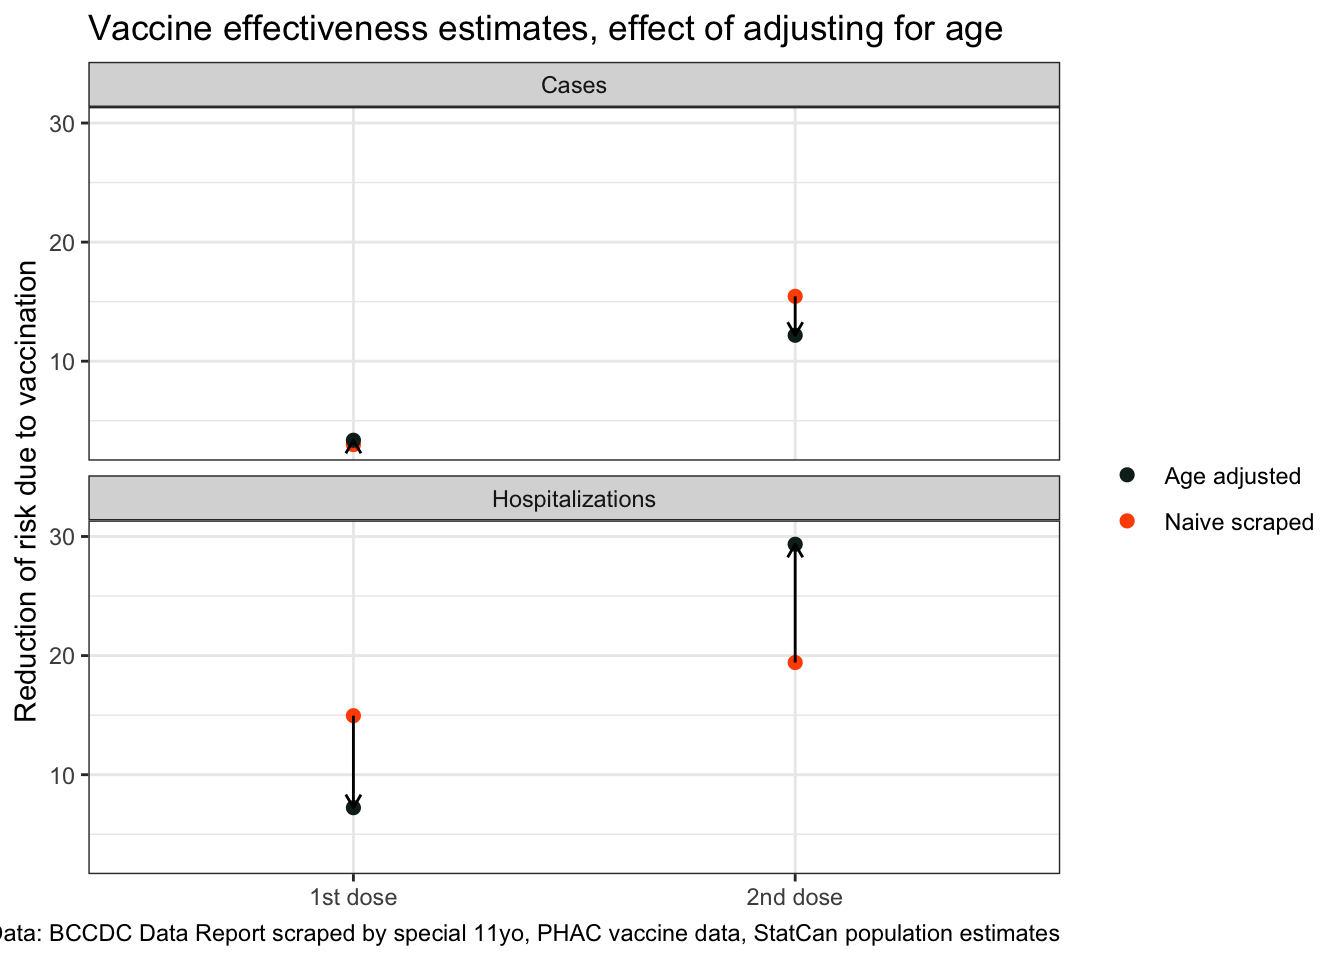 Vaccine effectiveness estimates, effect of adjusting for age
Cases
30
20
10
Reduction of risk due to vaccination
Hospitalizations
30
20
10
Age adjusted
Naive scraped
1st dose
2nd dose
Data: BCCDC Data Report scraped by special 11yo, PHAC vaccine data, StatCan population estimates